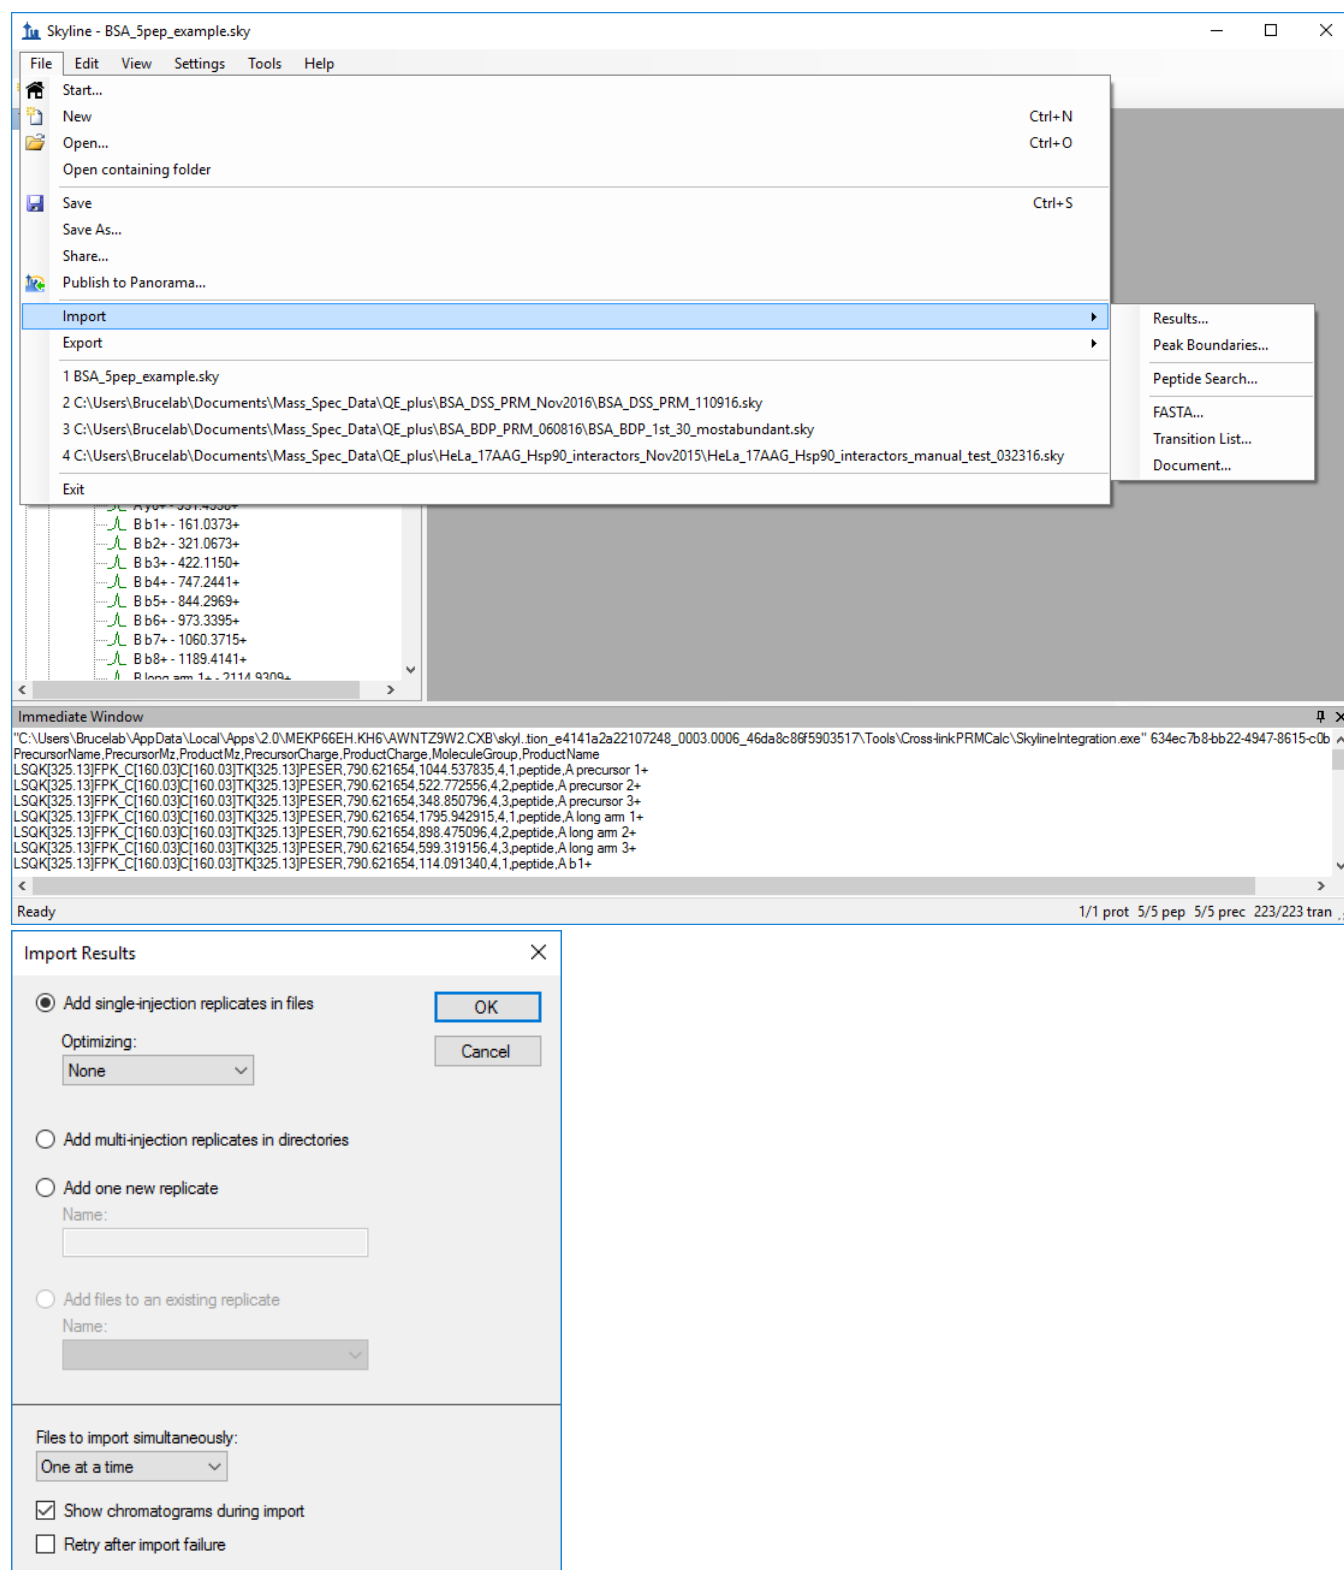 Skyline - BSA_5pep_example.sky
File Edit View Settings Tools Help
Start...
New Ctrl+N
Open... Ctrl+O
Open containing folder
Save Ctrl+S
Save As...
Share...
Publish to Panorama...
Import
Export
1 BSA_5pep_example.sky
2 C:\Users\Brucelab\Documents\Mass_Spec_Data\QE_plus\BSA_DSS_PRM_Nov2016\BSA_DSS_PRM_110916.sky
3 C:\Users\Brucelab\Documents\Mass_Spec_Data\QE_plus\BSA_BDP_PRM_060816\BSA_BDP_1st_30_mostabundant.sky
4 C:\Users\Brucelab\Documents\Mass_Spec_Data\QE_plus\HeLa_17AAG_Hsp90_interactors_Nov2015\HeLa_17AAG_Hsp90_interactors_manual_test_032316.sky
Exit
Results...
Peak Boundaries...
Peptide Search...
FASTA...
Transition List...
Document...
B b1+ - 161.0373+
B b2+ - 321.0673+
B b3+ - 422.1150+
B b4+ - 747.2441+
B b5+ - 844.2969+
B b6+ - 973.3395+
B b7+ - 1060.3715+
B b8+ - 1189.4141+
B long arm 1+ - 2114.9309+
Immediate Window
"C:\Users\Brucelab\AppData\Local\Apps\2.0\MEKP66EH.KH6\AWNTZ9W2.CXB\skyl..tion_e4141a2a22107248_0003.0006_46da8c86f5903517\Tools\Cross-linkPRMCalc\SkylineIntegration.exe" 634ec7b8-bb22-4947-8615-c0b
PrecursorName,PrecursorMz,ProductMz,PrecursorCharge,ProductCharge,MoleculeGroup,ProductName
LSQK[325.13]FPK_C[160.03]C[160.03]TK[325.13]PESER,790.621654,1044.537835,4,1,peptide,A precursor 1+
LSQK[325.13]FPK_C[160.03]C[160.03]TK[325.13]PESER,790.621654,522.772556,4,2,peptide,A precursor 2+
LSQK[325.13]FPK_C[160.03]C[160.03]TK[325.13]PESER,790.621654,348.850796,4,3,peptide,A precursor 3+
LSQK[325.13]FPK_C[160.03]C[160.03]TK[325.13]PESER,790.621654,1795.942915,4,1,peptide,A long arm 1+
LSQK[325.13]FPK_C[160.03]C[160.03]TK[325.13]PESER,790.621654,898.475096,4,2,peptide,A long arm 2+
LSQK[325.13]FPK_C[160.03]C[160.03]TK[325.13]PESER,790.621654,599.319156,4,3,peptide,A long arm 3+
LSQK[325.13]FPK_C[160.03]C[160.03]TK[325.13]PESER,790.621654,114.091340,4,1,peptide,A b1+
Ready 1/1 prot 5/5 pep 5/5 prec 223/223 tran
Import Results
Add single-injection replicates in files
OK
Optimizing:
None
Cancel
Add multi-injection replicates in directories
Add one new replicate
Name:
Add files to an existing replicate
Name:
Files to import simultaneously:
One at a time
Show chromatograms during import
Retry after import failure